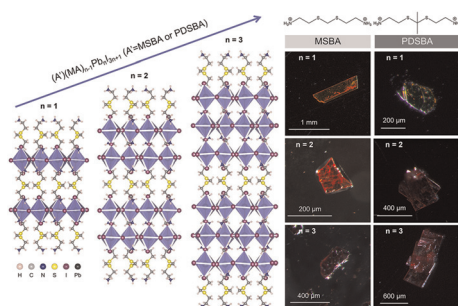 (A')(MA)n-1PbnI3n+1 (A'=MSBA or PDSBA)
n = 1
n = 2
n = 3
H C N S I Pb
MSBA
PDSBA
n = 1
1 mm
n = 1
200 µm
n = 2
200 µm
n = 2
400 µm
n = 3
400 µm
n = 3
600 µm